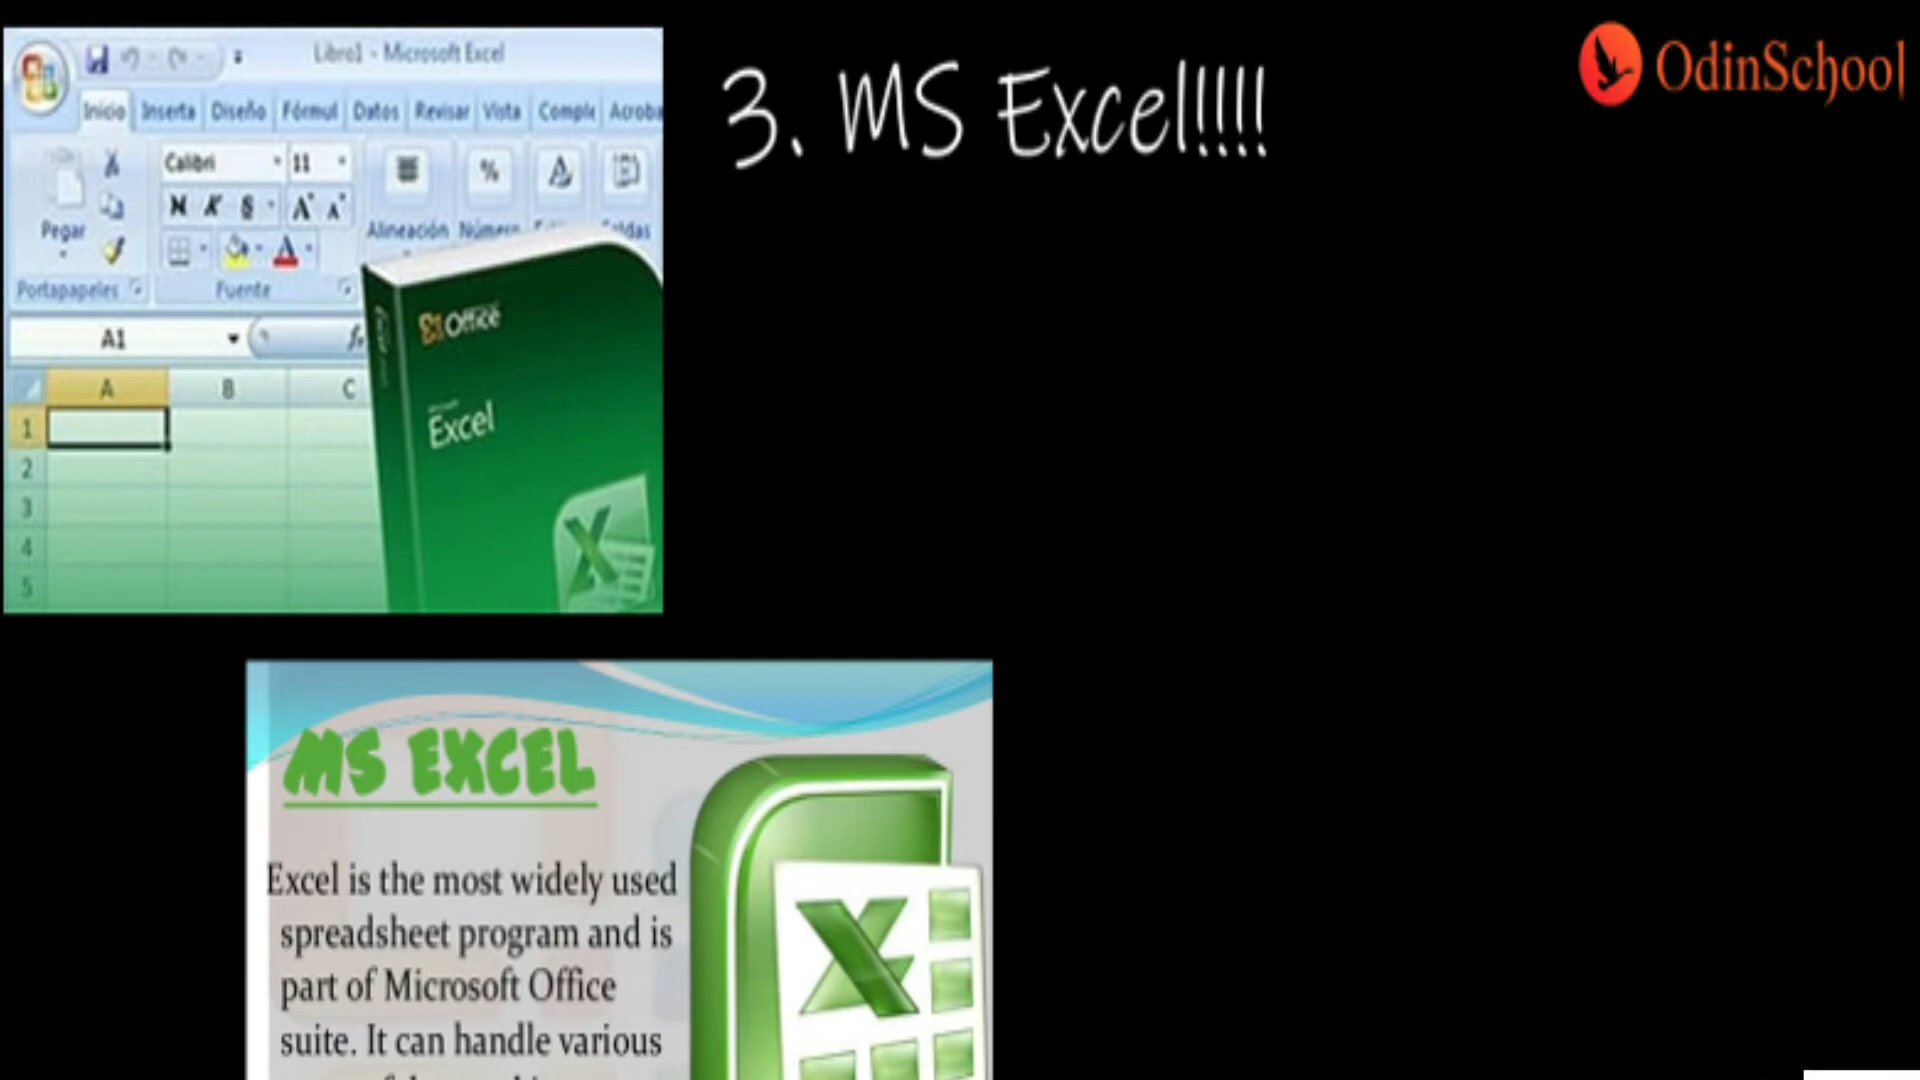 Libro1 - Microsoft Excel
Inicio Inserta Diseño Fórmul Datos Revisar Vista Comple Acroba
Calibri 11
%
N K S A A
Pegar
Alineación Número
A
Portapapeles Fuente
A1
A B C
1
2
3
4
5
Office
Excel
3. MS Excel!!!!
OdinSchool
MS EXCEL
Excel is the most widely used
spreadsheet program and is
part of Microsoft Office
suite. It can handle various